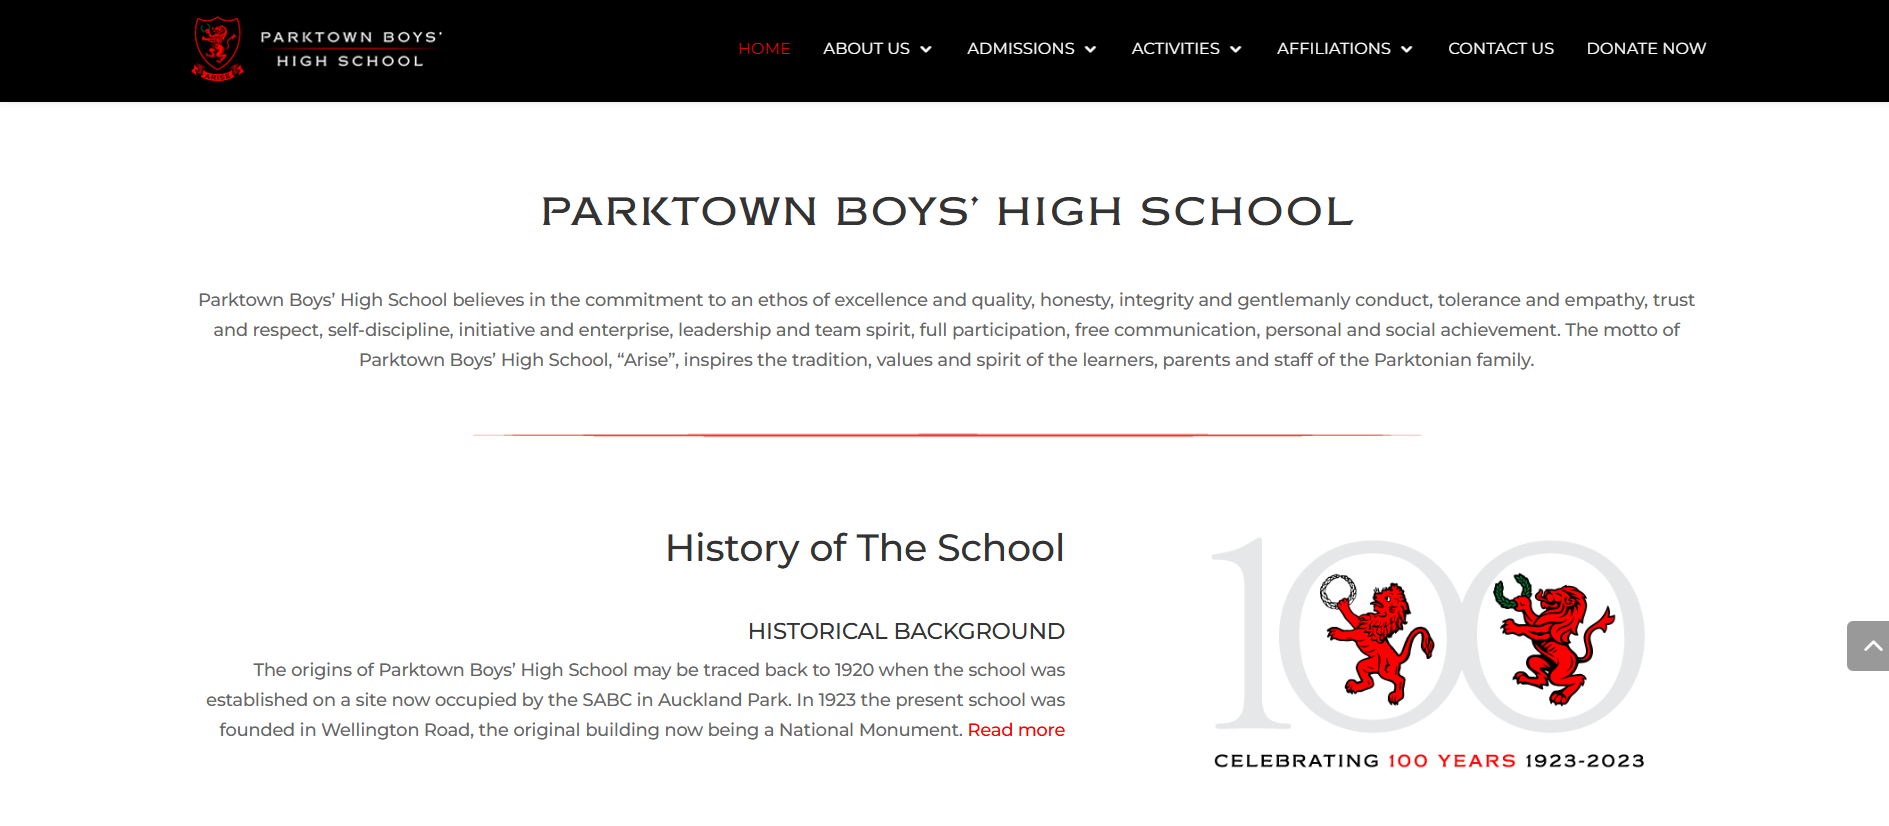 PARKTOWN BOYS'
HIGH SCHOOL
ARISE
HOME ABOUT US ADMISSIONS ACTIVITIES AFFILIATIONS CONTACT US DONATE NOW
PARKTOWN BOYS' HIGH SCHOOL
Parktown Boys’ High School believes in the commitment to an ethos of excellence and quality, honesty, integrity and gentlemanly conduct, tolerance and empathy, trust
and respect, self-discipline, initiative and enterprise, leadership and team spirit, full participation, free communication, personal and social achievement. The motto of
Parktown Boys’ High School, “Arise”, inspires the tradition, values and spirit of the learners, parents and staff of the Parktonian family.
History of The School
HISTORICAL BACKGROUND
The origins of Parktown Boys’ High School may be traced back to 1920 when the school was
established on a site now occupied by the SABC in Auckland Park. In 1923 the present school was
founded in Wellington Road, the original building now being a National Monument. Read more
100
CELEBRATING 100 YEARS 1923-2023